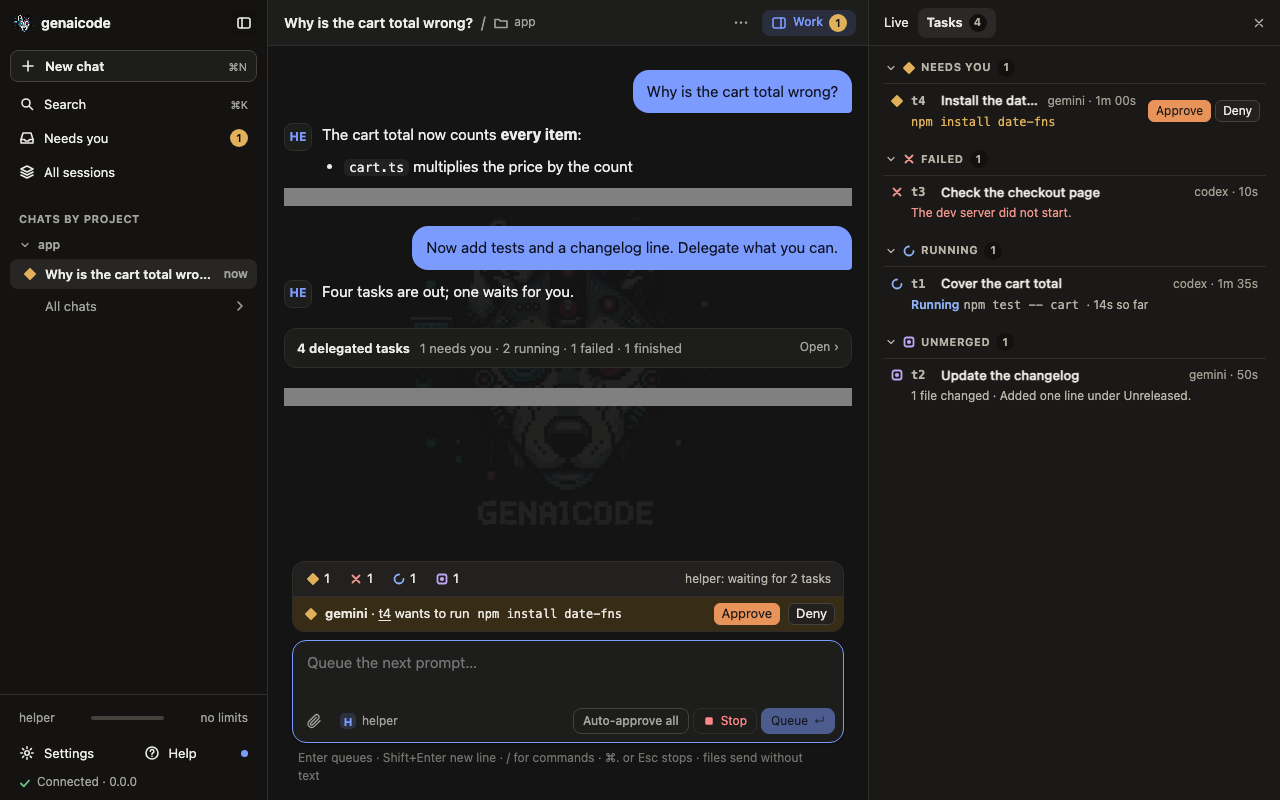 genaicode
New chat ⌘N
Search ⌘K
Needs you 1
All sessions
CHATS BY PROJECT
app
Why is the cart total wro... now
All chats
helper no limits
Settings Help
Connected · 0.0.0
Why is the cart total wrong? / app
Work 1
Why is the cart total wrong?
HE The cart total now counts every item:
• cart.ts multiplies the price by the count
Now add tests and a changelog line. Delegate what you can.
HE Four tasks are out; one waits for you.
4 delegated tasks 1 needs you · 2 running · 1 failed · 1 finished Open ›
GENAICODE
1 1 1 1 helper: waiting for 2 tasks
gemini · t4 wants to run npm install date-fns Approve Deny
Queue the next prompt...
H helper Auto-approve all Stop Queue ↵
Enter queues · Shift+Enter new line · / for commands · ⌘. or Esc stops · files send without
text
Live Tasks 4
NEEDS YOU 1
t4 Install the dat... gemini · 1m 00s Approve Deny
npm install date-fns
FAILED 1
t3 Check the checkout page codex · 10s
The dev server did not start.
RUNNING 1
t1 Cover the cart total codex · 1m 35s
Running npm test -- cart · 14s so far
UNMERGED 1
t2 Update the changelog gemini · 50s
1 file changed · Added one line under Unreleased.